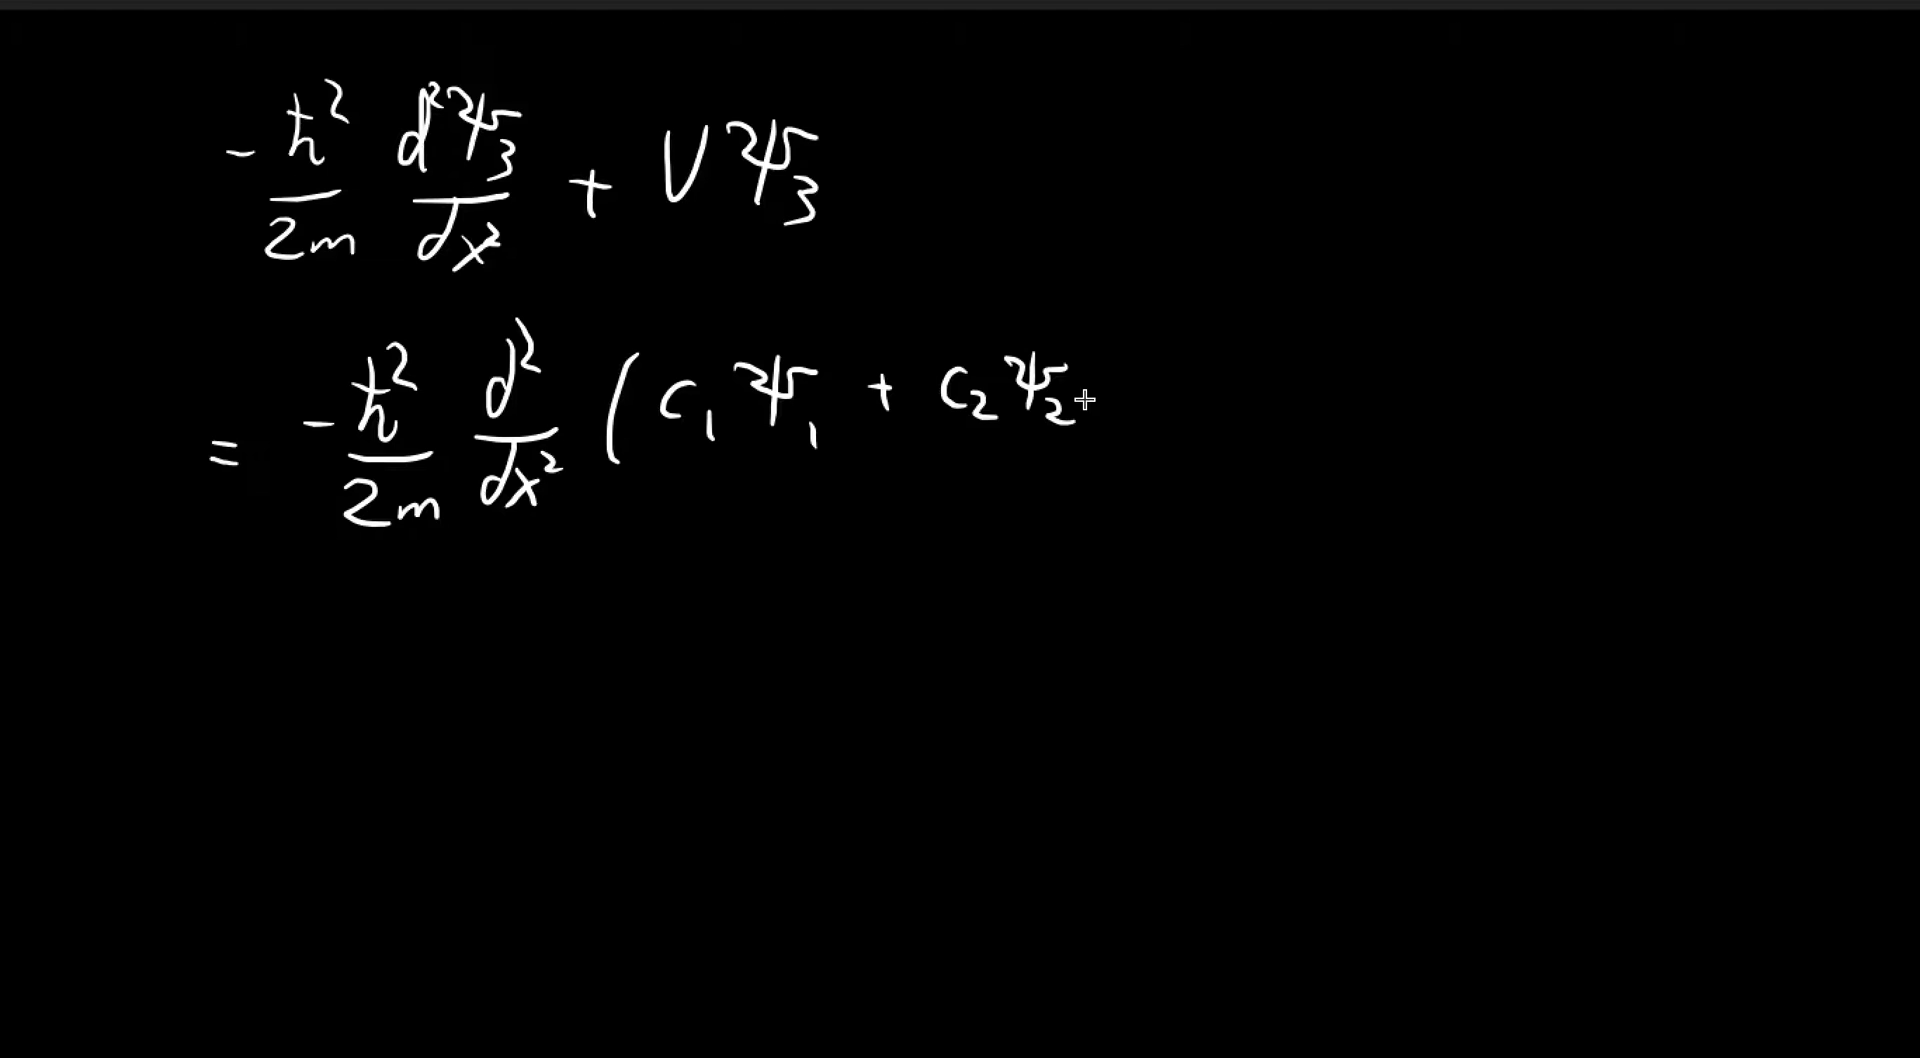 -ħ²/2m d²ψ₃/dx² + Vψ₃
= -ħ²/2m d²/dx² (c₁ψ₁ + c₂ψ₂